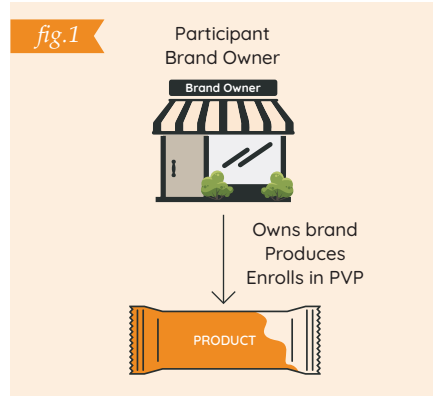 fig.1
Participant
Brand Owner
Brand Owner
Owns brand
Produces
Enrolls in PVP
PRODUCT